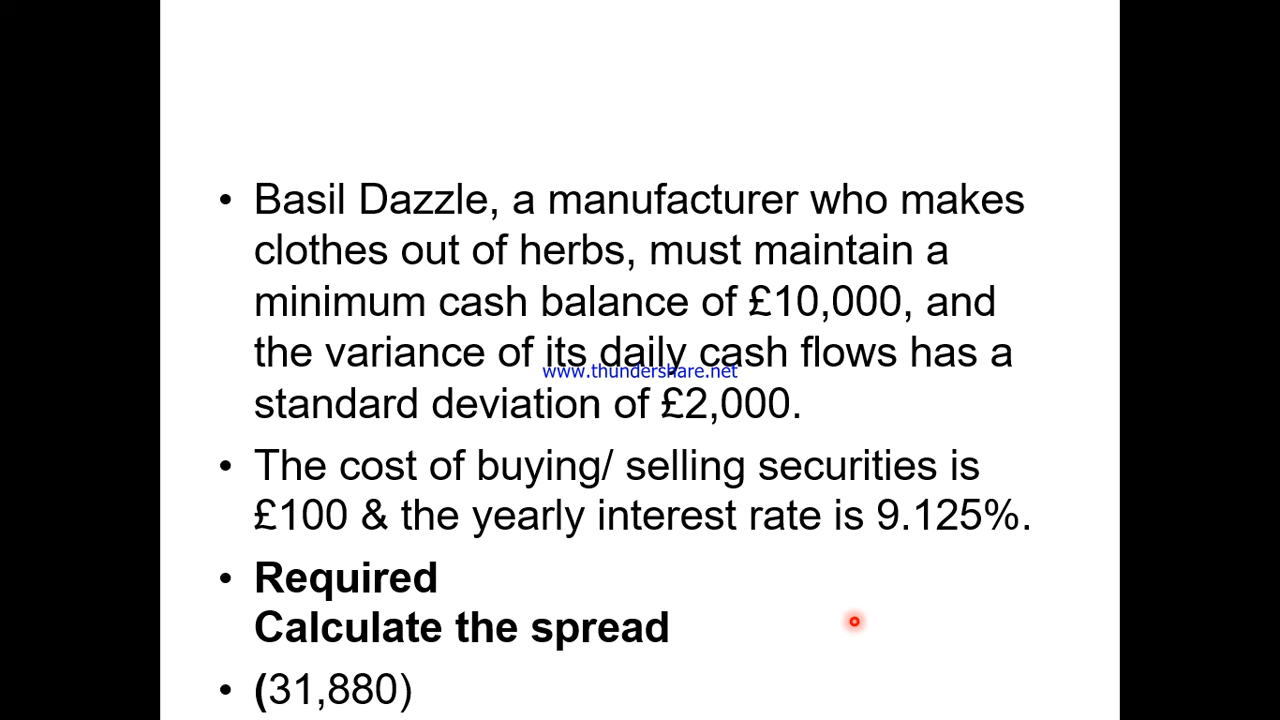 • Basil Dazzle, a manufacturer who makes
clothes out of herbs, must maintain a
minimum cash balance of £10,000, and
the variance of its daily cash flows has a
www.thundershare.net
standard deviation of £2,000.
• The cost of buying/ selling securities is
£100 & the yearly interest rate is 9.125%.
• Required
Calculate the spread
• (31,880)